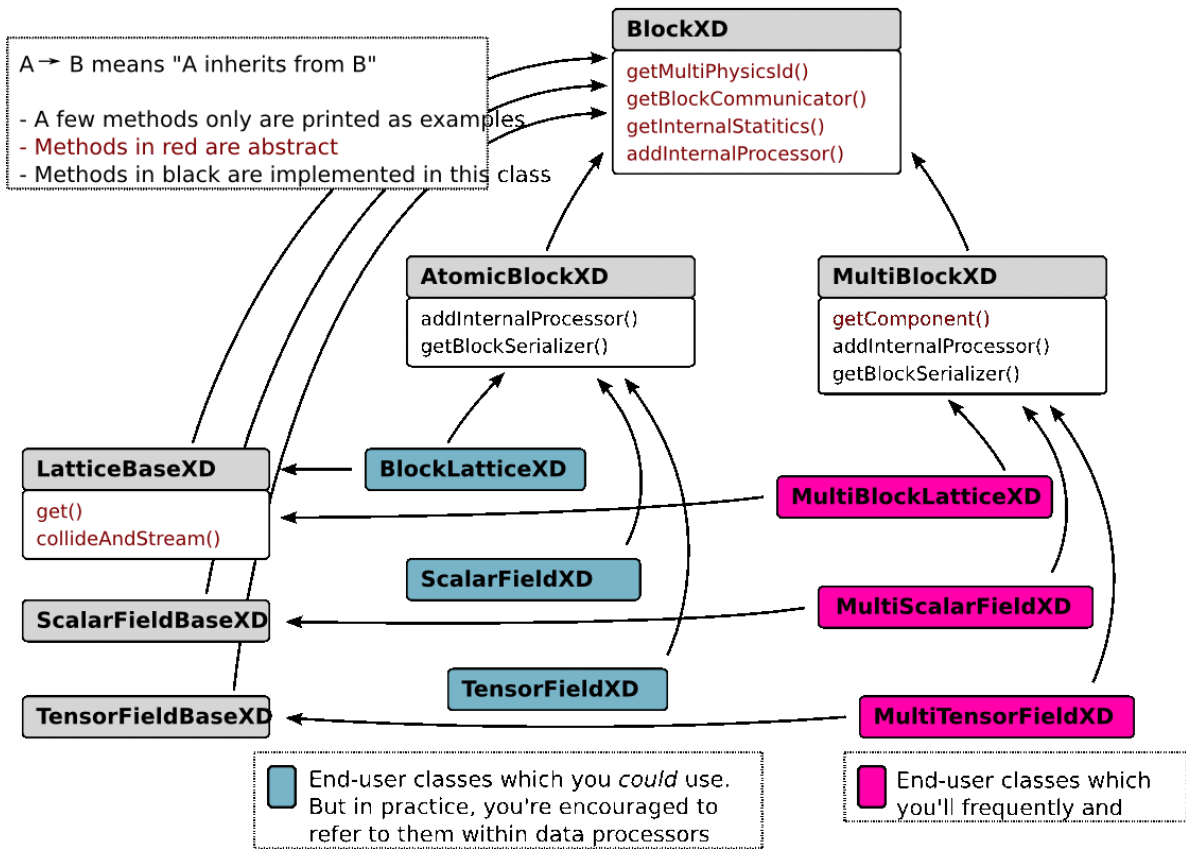 BlockXD
getMultiPhysicsId()
getBlockCommunicator()
getInternalStatitics()
addInternalProcessor()
A → B means "A inherits from B"
- A few methods only are printed as examples
- Methods in red are abstract
- Methods in black are implemented in this class
AtomicBlockXD
addInternalProcessor()
getBlockSerializer()
MultiBlockXD
getComponent()
addInternalProcessor()
getBlockSerializer()
LatticeBaseXD
get()
collideAndStream()
BlockLatticeXD
MultiBlockLatticeXD
ScalarFieldXD
ScalarFieldBaseXD
MultiScalarFieldXD
TensorFieldXD
TensorFieldBaseXD
MultiTensorFieldXD
End-user classes which you could use.
But in practice, you're encouraged to
refer to them within data processors
End-user classes which
you'll frequently and